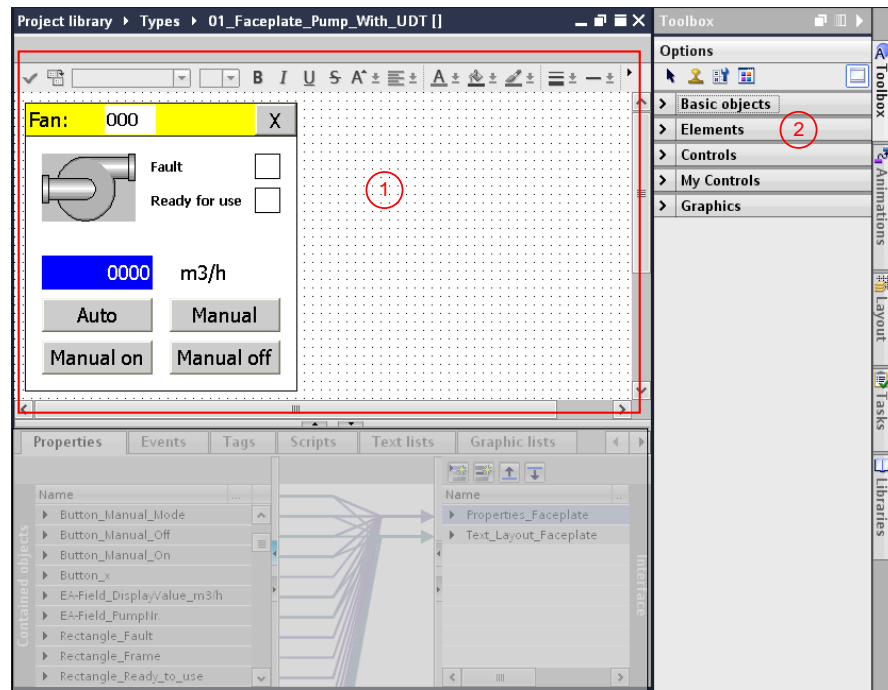 Project library ▸ Types ▸ 01_Faceplate_Pump_With_UDT []
B I U S A A
Fan: 000 X
Fault
Ready for use
0000 m3/h
Auto Manual
Manual on Manual off
1
Properties Events Tags Scripts Text lists Graphic lists
Contained objects
Name ...
Button_Manual_Mode
Button_Manual_Off
Button_Manual_On
Button_x
EA-Field_DisplayValue_m3/h
EA-Field_PumpNr.
Rectangle_Fault
Rectangle_Frame
Rectangle_Ready_to_use
Name ...
Properties_Faceplate
Text_Layout_Faceplate
Interface
Toolbox
Options
Basic objects
Elements
Controls
My Controls
Graphics
2
Toolbox
Animations
Layout
Tasks
Libraries